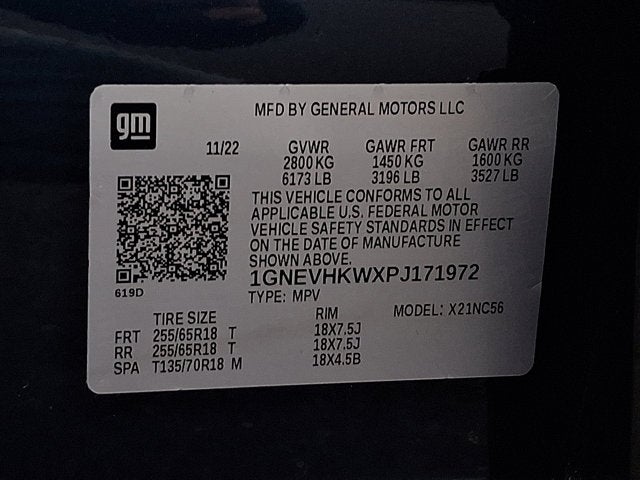 gm
MFD BY GENERAL MOTORS LLC
11/22 GVWR GAWR FRT GAWR RR
2800 KG 1450 KG 1600 KG
6173 LB 3196 LB 3527 LB
THIS VEHICLE CONFORMS TO ALL
APPLICABLE U.S. FEDERAL MOTOR
VEHICLE SAFETY STANDARDS IN EFFECT
ON THE DATE OF MANUFACTURE
SHOWN ABOVE.
1GNEVHKWXPJ171972
619D
TYPE: MPV
TIRE SIZE RIM MODEL: X21NC56
FRT 255/65R18 T 18X7.5J
RR 255/65R18 T 18X7.5J
SPA T135/70R18 M 18X4.5B